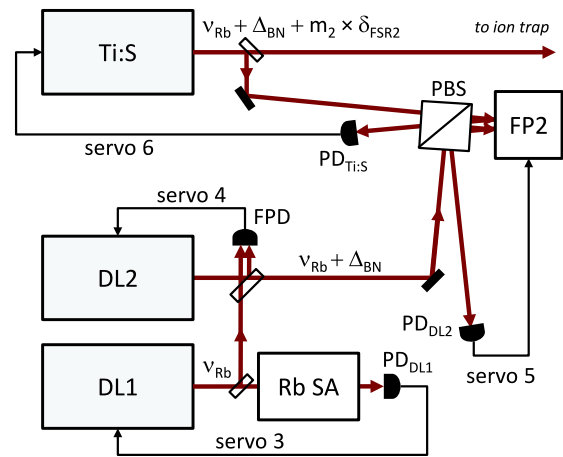 ν_Rb + Δ_BN + m₂ × δ_FSR2
to ion trap
Ti:S
PBS
FP2
PD_Ti:S
servo 6
servo 4
FPD
DL2
ν_Rb + Δ_BN
PD_DL2
servo 5
ν_Rb
PD_DL1
DL1
Rb SA
servo 3